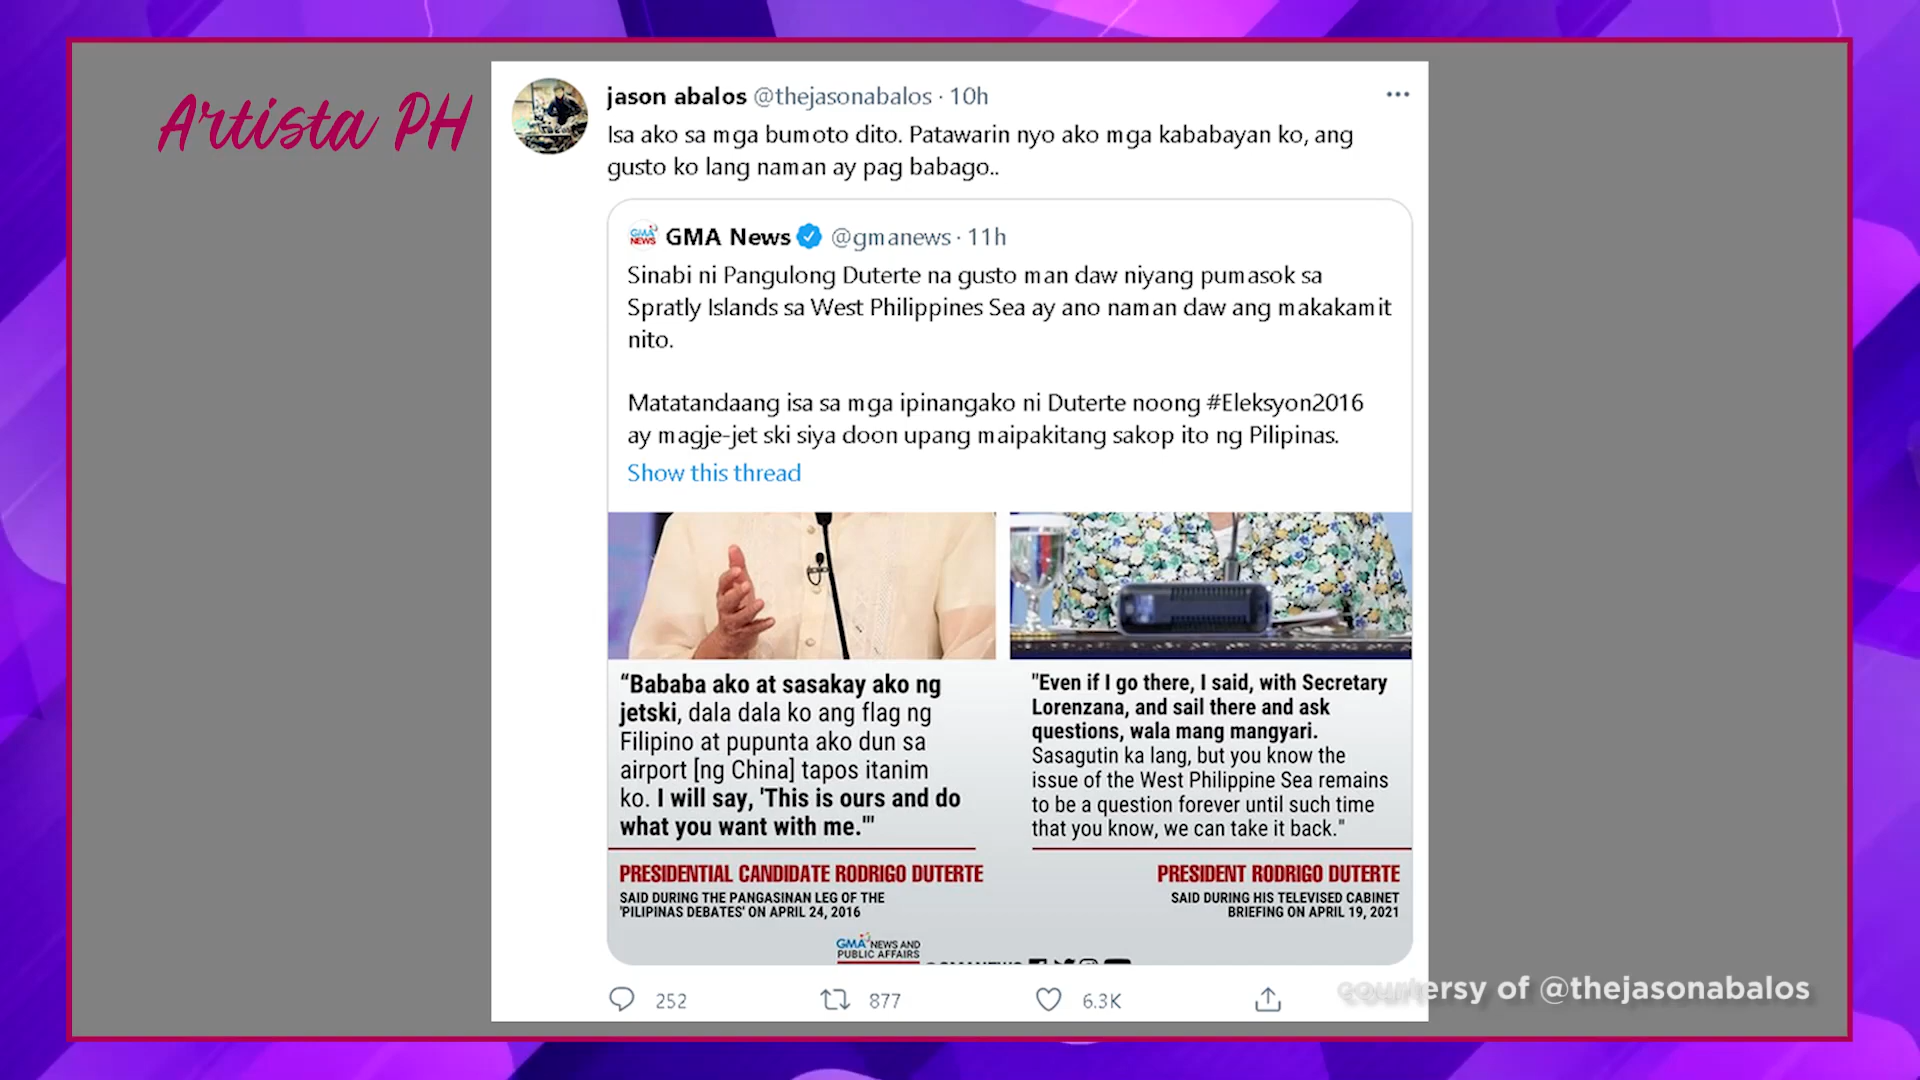 Artista PH
jason abalos @thejasonabalos · 10h
Isa ako sa mga bumoto dito. Patawarin nyo ako mga kababayan ko, ang
gusto ko lang naman ay pag babago..
GMA NEWS
GMA News @gmanews · 11h
Sinabi ni Pangulong Duterte na gusto man daw niyang pumasok sa
Spratly Islands sa West Philippines Sea ay ano naman daw ang makakamit
nito.
Matatandaang isa sa mga ipinangako ni Duterte noong #Eleksyon2016
ay magje-jet ski siya doon upang maipakitang sakop ito ng Pilipinas.
Show this thread
“Bababa ako at sasakay ako ng
jetski, dala dala ko ang flag ng
Filipino at pupunta ako dun sa
airport [ng China] tapos itanim
ko. I will say, 'This is ours and do
what you want with me.'"
PRESIDENTIAL CANDIDATE RODRIGO DUTERTE
SAID DURING THE PANGASINAN LEG OF THE
'PILIPINAS DEBATES' ON APRIL 24, 2016
"Even if I go there, I said, with Secretary
Lorenzana, and sail there and ask
questions, wala mang mangyari.
Sasagutin ka lang, but you know the
issue of the West Philippine Sea remains
to be a question forever until such time
that you know, we can take it back."
PRESIDENT RODRIGO DUTERTE
SAID DURING HIS TELEVISED CABINET
BRIEFING ON APRIL 19, 2021
GMA NEWS AND
PUBLIC AFFAIRS
252
877
6.3K
courtersy of @thejasonabalos